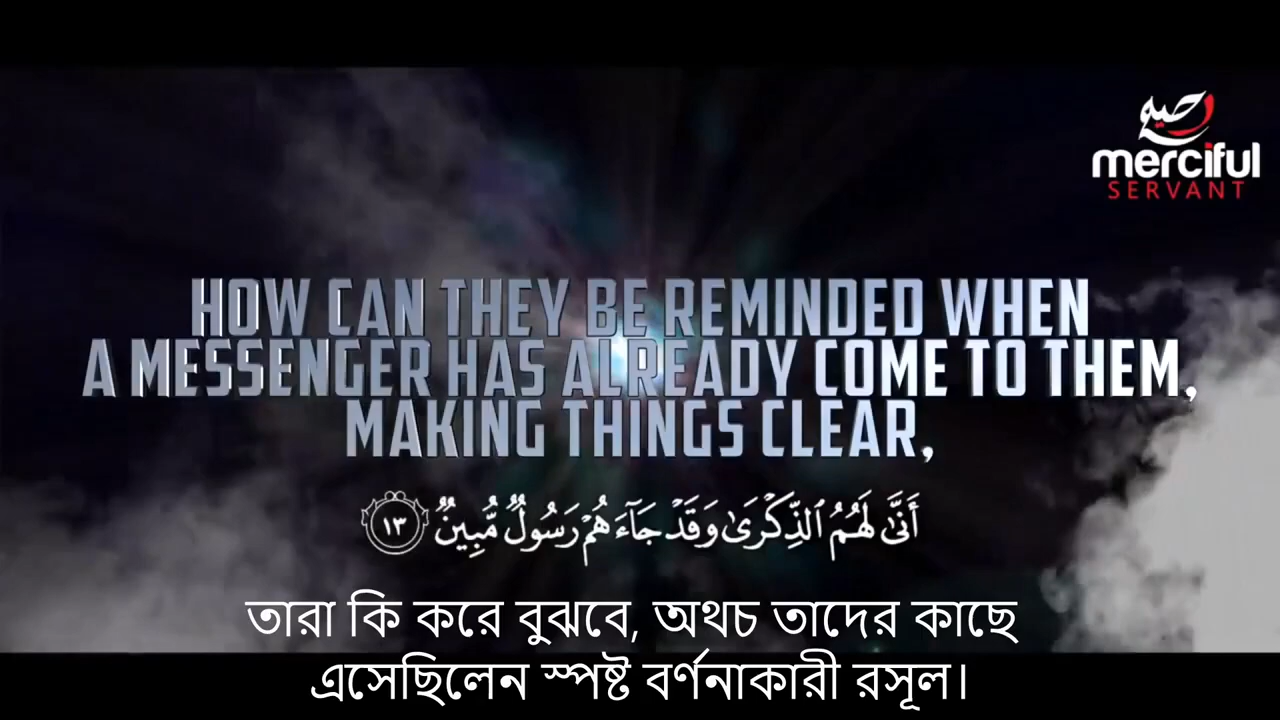 رحيم
merciful
SERVANT
HOW CAN THEY BE REMINDED WHEN
A MESSENGER HAS ALREADY COME TO THEM,
MAKING THINGS CLEAR,
أَنَّىٰ لَهُمُ ٱلذِّكْرَىٰ وَقَدْ جَآءَهُمْ رَسُولٌ مُّبِينٌ ١٣
তারা কি করে বুঝবে, অথচ তাদের কাছে
এসেছিলেন স্পষ্ট বর্ণনাকারী রসূল।